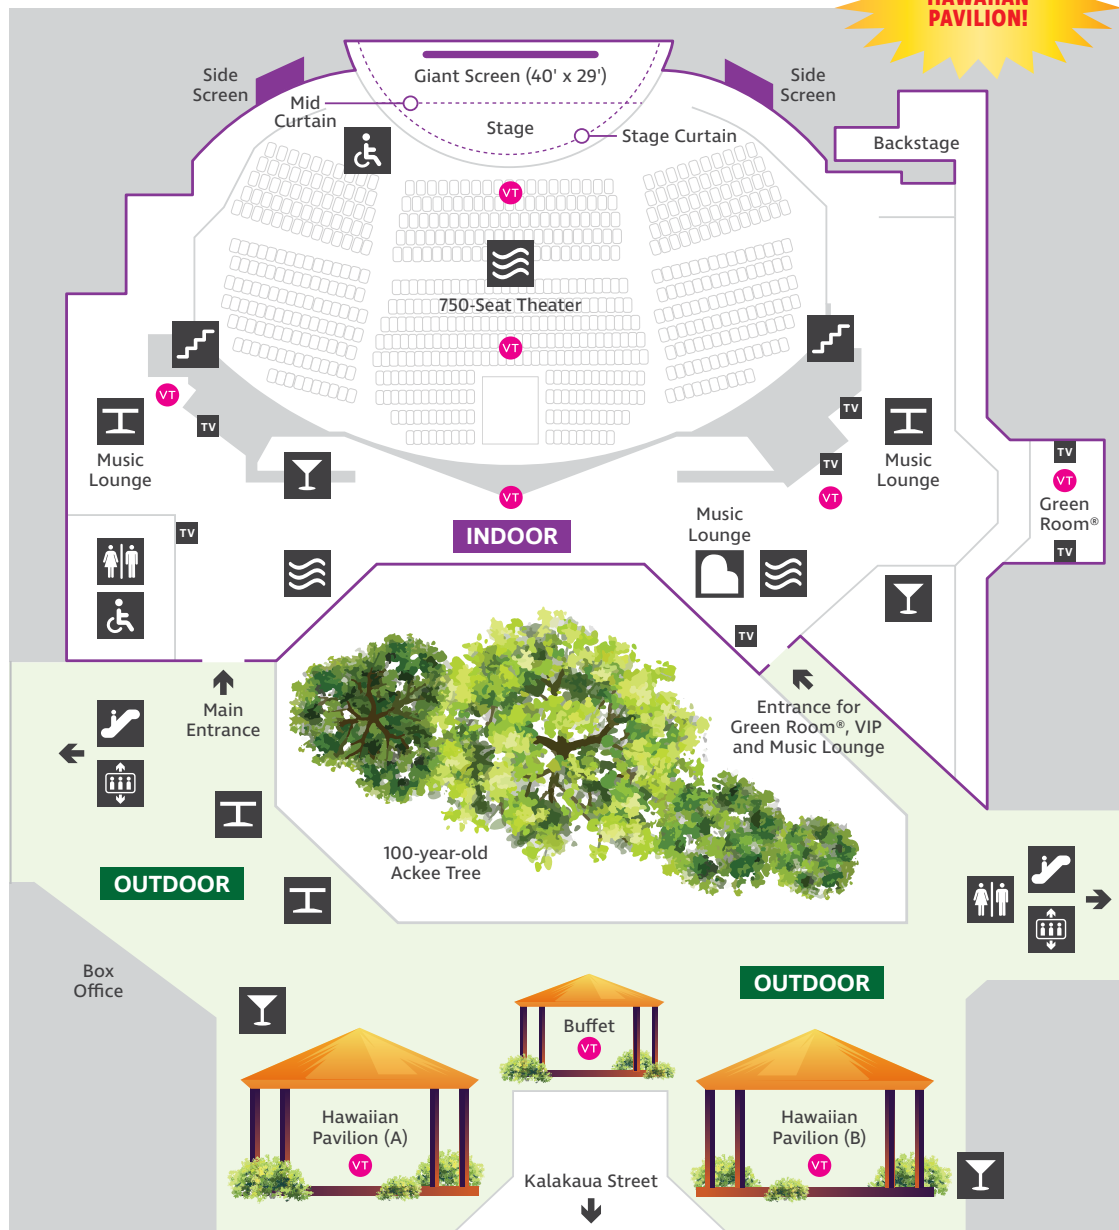 HAWAIIAN
PAVILION!
Side
Screen
Giant Screen (40' x 29')
Side
Screen
Mid
Curtain
Stage
Stage Curtain
Backstage
VT
750-Seat Theater
VT
VT
TV
Music
Lounge
TV
Music
Lounge
TV
TV
VT
Green
Room®
TV
VT
VT
INDOOR
Music
Lounge
TV
TV
Main
Entrance
Entrance for
Green Room®, VIP
and Music Lounge
100-year-old
Ackee Tree
OUTDOOR
Box
Office
OUTDOOR
Buffet
VT
Hawaiian
Pavilion (A)
VT
Hawaiian
Pavilion (B)
VT
Kalakaua Street